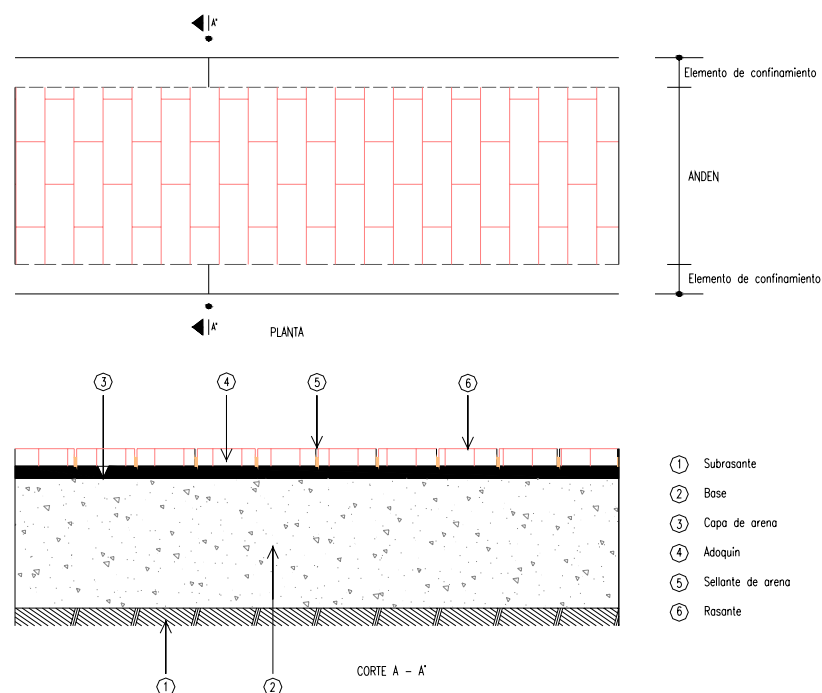 A'
Elemento de confinamiento
ANDEN
Elemento de confinamiento
A'
PLANTA
3
4
5
6
1 Subrasante
2 Base
3 Capa de arena
4 Adoquín
5 Sellante de arena
6 Rasante
CORTE A - A'
1
2